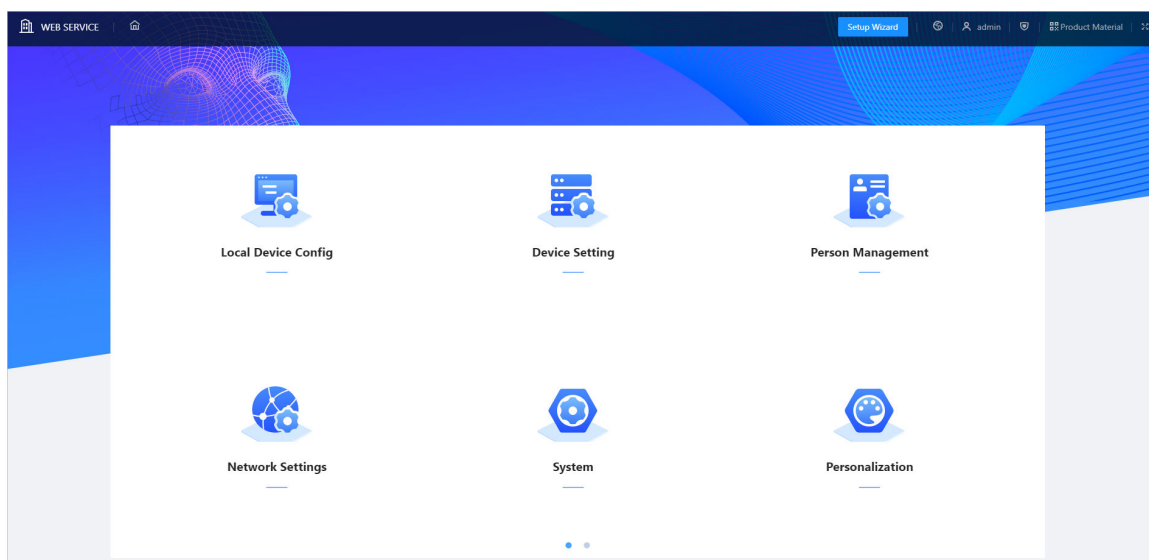 WEB SERVICE
Setup Wizard
admin
Product Material
Local Device Config
Device Setting
Person Management
Network Settings
System
Personalization